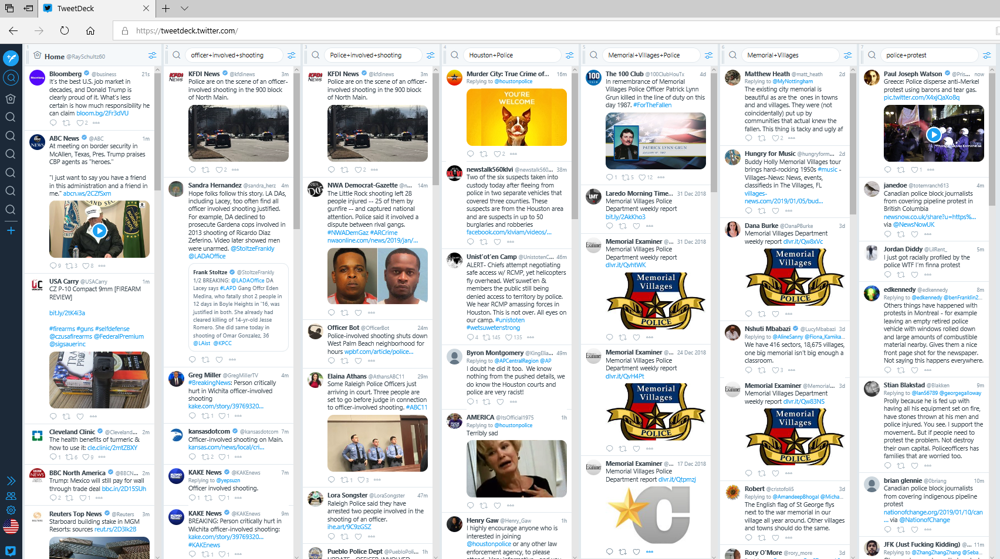 TweetDeck
https://tweetdeck.twitter.com/
1
Home @RaySchultz60
Bloomberg @business 21s
It's the best U.S. job market in
decades, and Donald Trump is
clearly proud of it. What's less
certain is how much responsibility he
can claim bloom.bg/2Fr3dVU
2
ABC News @ABC 1m
At meeting on border security in
McAllen, Texas, Pres. Trump praises
CBP agents as "heroes."
"I just want to say you have a friend
in this administration and a friend in
me." abcn.ws/2CZfSxm
9 3 8
USA Carry @USACarry 1m
CZ P-10 Compact 9mm [FIREARM
REVIEW]
bit.ly/2tK4i3a
#firearms #guns #selfdefense
@czusafirearms @FederalPremium
@sigsauerinc
Cleveland Clinic @Cleveland... 2m
The health benefits of turmeric &
how to use it: cle.clinic/2mtZBXY
1 6 9
BBC North America @BBCN... 2m
Trump: Mexico will still pay for wall
through trade deal bbc.in/2D15SUh
2 1
Reuters Top News @Reuters 3m
Starboard building stake in MGM
Resorts: sources reut.rs/2D3lk2B
2
officer+involved+shooting
KFDI News @kfdinews 3m
Police are on the scene of an officer-
involved shooting in the 900 block
of North Main.
2
Sandra Hernandez @sandra_herz 4m
Hope folks follow this story. LA DAs,
including Lacey, too often find all
officer involved shooting justified.
For example, DA declined to
prosecute Gardena cops involved in
2013 shooting of Ricardo Diaz
Zeferino. Video later showed men
were unarmed. @StoltzeFrankly
@LADAOffice
Frank Stoltze @StoltzeFrankly
1/2 BREAKING: @LADAOffice DA
Lacey says #LAPD Gang Offcr Eden
Medina, who fatally shot 2 people in
12 days in Boyle Heights in '16, was
justified in both. She already had
cleared killing of 14-yr-old Jesse
Romero. She did same today in
shooting of Omar Gonzalez, 36
@LAist @KPCC
Greg Miller @GregMillerTV 4m
#BreakingNews: Person critically
hurt in Wichita officer-involved
shooting
kake.com/story/39769320...
1 1
kansasdotcom @kansasdotcom 7m
Officer-involved shooting on Main.
kansas.com/news/local/cri...
2 1
KAKE News @KAKEnews 7m
Replying to @yepsuzn
Officer involved shooting.
1 1
KAKE News @KAKEnews 9m
BREAKING: Person critically hurt in
Wichita officer-involved shooting:
kake.com/story/39769320...
#KAKEnews
1 1
3
Police+involved+shooting
KFDI News @kfdinews 3m
Police are on the scene of an officer-
involved shooting in the 900 block
of North Main.
2
NWA Democrat-Gazette @n... 14m
The Little Rock shooting left 28
people injured -- 25 of them by
gunfire -- and captured national
attention. Police said it involved a
dispute between rival gangs.
#NWADemGaz #ARCrime
nwaonline.com/news/2019/jan/...
Officer Bot @OfficerBot 24m
Police-involved shooting shuts down
West Palm Beach neighborhood for
hours wpbf.com/article/police...
Elaina Athans @AthansABC11 29m
Some Raleigh Police Officers just
arriving in court. Three people are
set to go before judge in connection
to officer-involved shooting. #ABC11
1 3
Lora Songster @LoraSongster 47m
Raleigh Police said they have
arrested two people involved in the
shooting of an officer.
ihe.art/9C9zGSZ
Pueblo Police Dept @PuebloPoli... 1h
UPDATE - OFFICER-INVOLVED
4
Houston+Police
Murder City: True Crime of... 16m
Replying to @houstonpolice
YOU'RE
WELCOME
2
newstalk560klvi @newstalk560... 38m
Two of the six suspects taken into
custody today after fleeing from
police in two separate vehicles that
covered three counties. These
suspects are from the Houston area
and are suspects in up to 50
burglaries and robberies
facebook.com/klviam/videos/...
Unist'ot'en Camp @UnistotenC... 46m
ALERT- Chiefs attempt negotiating
safe access w/ RCMP, yet helicopters
fly overhead. Wet'suwet'en &
members the public still being
denied access to territory by police.
We hear RCMP amassing forces in
Houston. This is not over. All eyes on
our camp. #unistoten
#wetsuwetenstrong
4 145 135
Byron Montgomery @KingElia... 49m
Replying to @APCentralRegion @AP
I doubt he did it too. We know
nothing from the pushed details, we
do know the Houston courts and
police are very racist!
1
AMERICA @ItsOfficial1975 1h
Replying to @houstonpolice
Terribly sad
Henry Gaw @Henry_Gaw 1h
I highly encourage anyone who is
interested in joining
@houstonpolice or any other law
enforcement agency, to please
attend. Very informative and you
5
Memorial+Villages+Police
The 100 Club @100ClubHouTx 4d
In remembrance of Memorial
Villages Police Officer Patrick Lynn
Grun killed in the line of duty on this
day 1987. #ForTheFallen
PATRICK LYNN GRUN
1 5 12
Laredo Morning Time... 31 Dec 2018
Memorial Villages Police
Department weekly report
bit.ly/2AkKho3
Memorial Examiner @... 31 Dec 2018
Memorial Villages Police
Department weekly report
dlvr.it/QvhtWK
Memorial
Villages
POLICE
Memorial Examiner @... 24 Dec 2018
Memorial Villages Police
Department weekly report
dlvr.it/QvH4Pt
Memorial
Villages
POLICE
Memorial Examiner @... 17 Dec 2018
Memorial Villages Police
Department report dlvr.it/Qtpmzj
6
Memorial+Villages
Matthew Heath @matt_heath 2d
Replying to @MyNottingham
The existing city memorial is
beautiful as are the ones in towns
and and villages. They were (not
coincidentally) put up by
communities that actual knew the
fallen. This thing is tacky and ugly af
2
Hungry for Music @hungryform... 2d
Buddy Holly Memorial Villages tour
brings hard-rocking 1950s #music -
Villages-News: News, events,
classifieds in The Villages, FL
villages-
news.com/2019/01/05/bud...
Dana Burke @DanaPBurke 3d
Memorial Villages Police Department
weekly report dlvr.it/Qw8xVc
Memorial
Villages
POLICE
Nshuti Mbabazi @LucyMbabazi 3d
Replying to @AlineSanny @Fiona_Kamika...
We have 416 sectors, 18,675 villages,
one big memorial isn't big enough a
classroom.
3
Memorial Examiner @Memorial... 3d
Memorial Villages Police Department
weekly report dlvr.it/Qw83NS
Memorial
Villages
POLICE
Robert @cristofoli5 3d
Replying to @AmandeepBhogal @Micha...
The English flag of St George flys
next to the war memorial in our
village all year around. Other villages
and towns should do the same.
Rory O'More @rory_more 3d
7
police+protest
Paul Joseph Watson @Pris... now
Greece: Police disperse anti-Merkel
protest using barons and tear gas.
pic.twitter.com/X4xjQaXoBq
1
janedoe @totemranch613 4m
Canadian police block journalists
from covering pipeline protest in
British Columbia
newsnow.co.uk/share?u=https%...
via @NewsNowUK
Jordan Diddy @LilRent_ 5m
I just got racially profiled by the
police WTF I'm finna protest
edkennedy @edkennedy 8m
Replying to @edkennedy @benFranklin2...
Others things have happened with
protests in Montreal - for example
leaving an empty retired police
vehicle with windows rolled down
and large amounts of combustible
material nearby. Gives them a nice
front page shot for the newspaper.
Not saying this happens everywhere.
Stian Blakstad @Blakken 9m
Replying to @Ian56789 @georgegalloway
Prolly because he is fed up with
having all his equipment set on fire,
have stones thrown at his men and
police injured. You see. I support the
movement.. But if people need to
protest the problem. Not destroy
their own capital. Policeofficers has
families that are worried too.
brian glennie @0briang 10m
Canadian police block journalists
from covering indigenous pipeline
protest
nationofchange.org/2019/01/10/can
... via @NationofChange
JFK (Just Fucking Kidding) @... 11m
Replying to @ZhangZhangZhang @Seba...